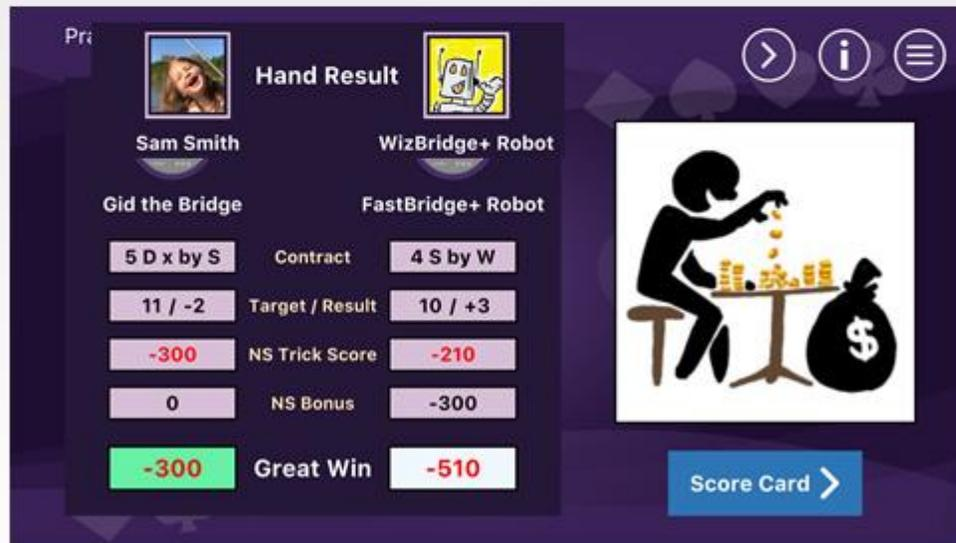 Pra
Hand Result
Sam Smith WizBridge+ Robot
Gid the Bridge FastBridge+ Robot
5 D x by S Contract 4 S by W
11 / -2 Target / Result 10 / +3
-300 NS Trick Score -210
0 NS Bonus -300
-300 Great Win -510
$
Score Card